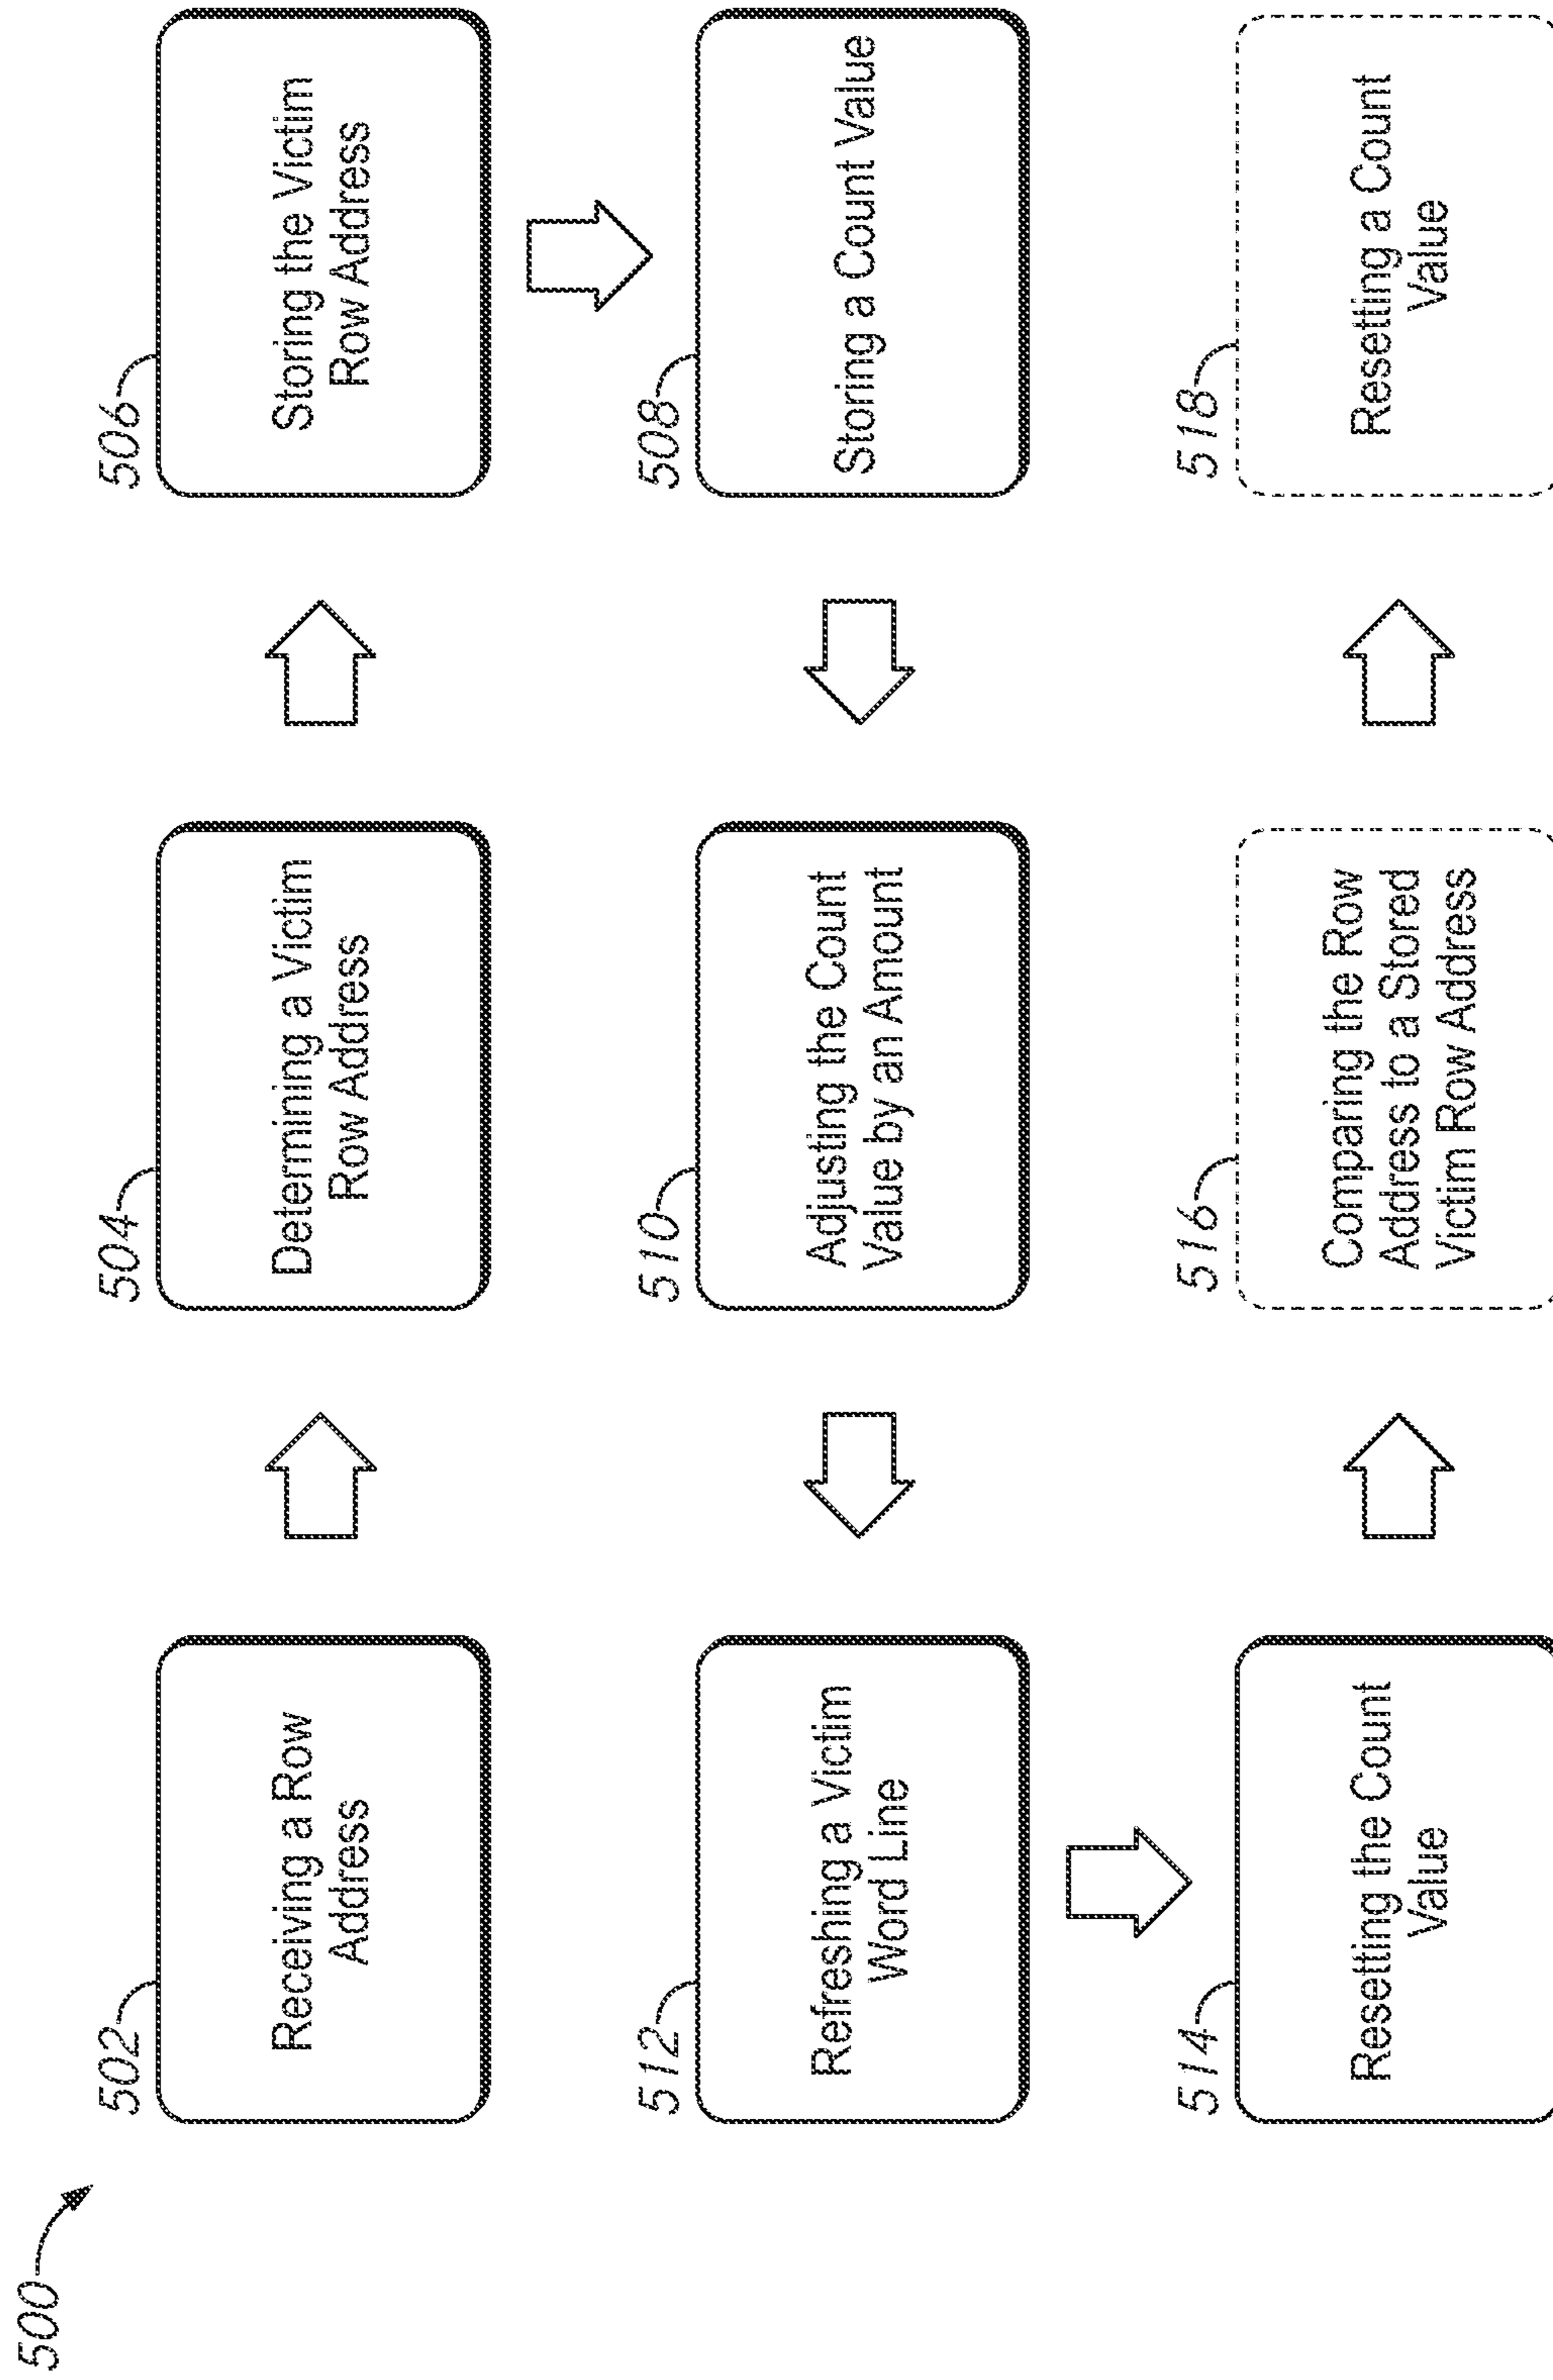 500
502
Receiving a Row
Address
504
Determining a Victim
Row Address
506
Storing the Victim
Row Address
508
Storing a Count Value
510
Adjusting the Count
Value by an Amount
512
Refreshing a Victim
Word Line
514
Resetting the Count
Value
516
Comparing the Row
Address to a Stored
Victim Row Address
518
Resetting a Count
Value